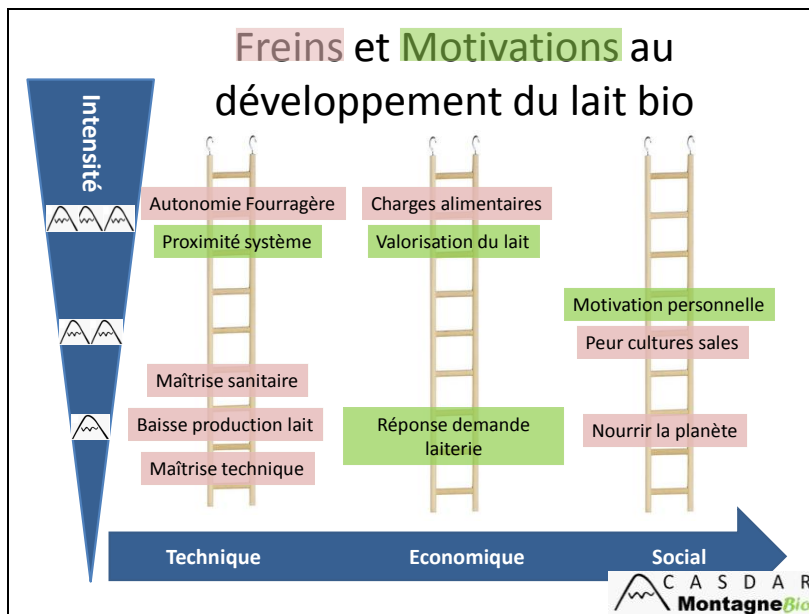 Freins et Motivations au
développement du lait bio
Intensité
Autonomie Fourragère
Charges alimentaires
Proximité système
Valorisation du lait
Motivation personnelle
Peur cultures sales
Maîtrise sanitaire
Baisse production lait
Réponse demande
laiterie
Nourrir la planète
Maîtrise technique
Technique
Economique
Social
CASDAR
MontagneBio